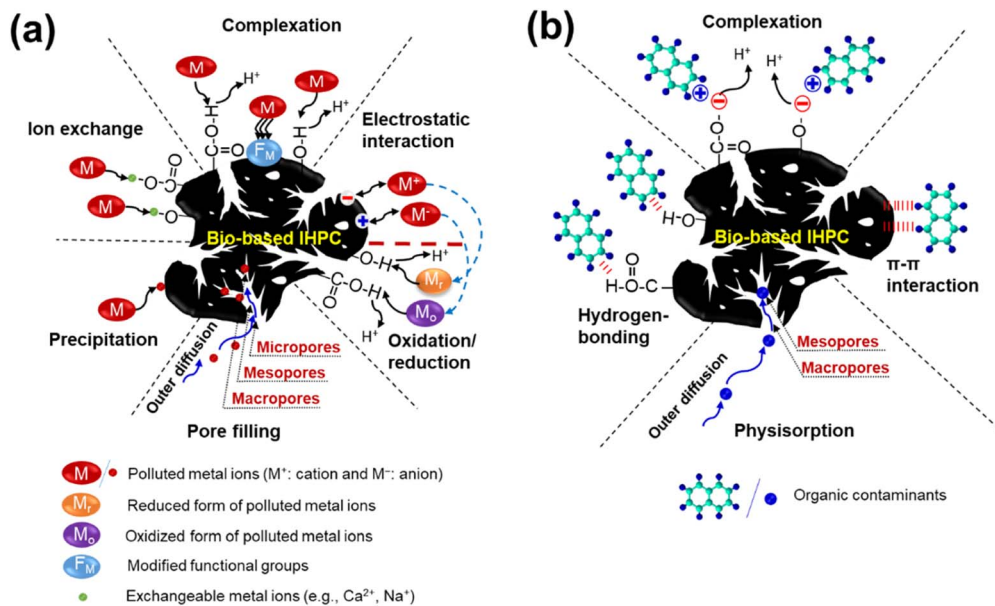 (a)
Complexation
M
H⁺
M
H
O
C=O
M
F_M
M
H⁺
H
O
Ion exchange
M
O
C
O
M
O
Electrostatic
interaction
M⁺
M⁻
Bio-based IHPC
O-H
H⁺
M_r
O
C
O
H
M_o
H⁺
Precipitation
M
Oxidation/
reduction
Outer diffusion
Micropores
Mesopores
Macropores
Pore filling
M / Polluted metal ions (M⁺: cation and M⁻: anion)
M_r Reduced form of polluted metal ions
M_o Oxidized form of polluted metal ions
F_M Modified functional groups
Exchangeable metal ions (e.g., Ca²⁺, Na⁺)
(b)
Complexation
H⁺
H⁺
+
−
+
−
O
C=O
O
H-O
Bio-based IHPC
O
H-O-C
π-π
interaction
Hydrogen-
bonding
Outer diffusion
Mesopores
Macropores
Physisorption
/ Organic contaminants